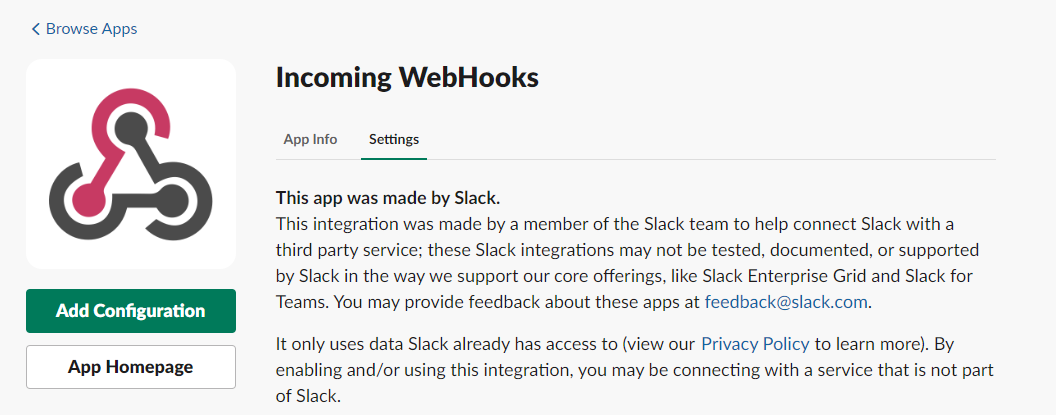 Browse Apps
Incoming WebHooks
App Info
Settings
This app was made by Slack.
This integration was made by a member of the Slack team to help connect Slack with a
third party service; these Slack integrations may not be tested, documented, or supported
by Slack in the way we support our core offerings, like Slack Enterprise Grid and Slack for
Teams. You may provide feedback about these apps at feedback@slack.com.
Add Configuration
App Homepage
It only uses data Slack already has access to (view our Privacy Policy to learn more). By
enabling and/or using this integration, you may be connecting with a service that is not part
of Slack.